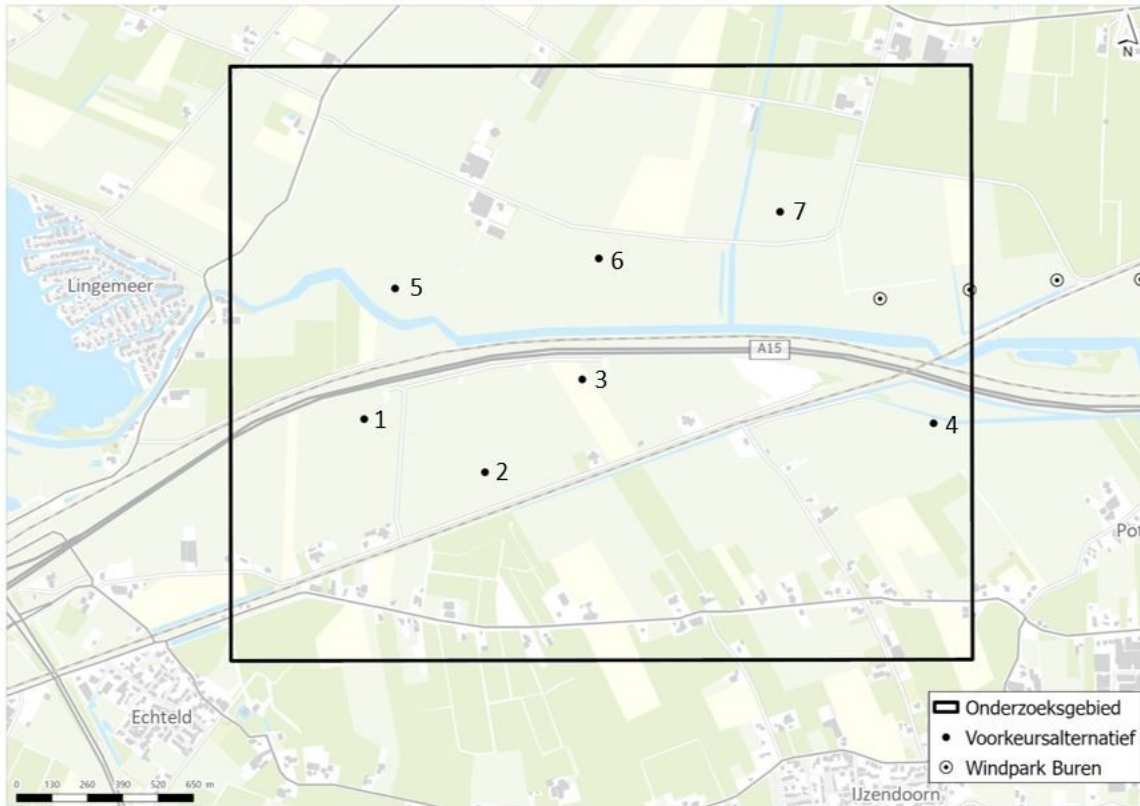 N
7
6
Lingemeer
5
A15
3
1
4
2
Pot
Onderzoeksgebied
Voorkeursalternatief
Windpark Buren
Echteld
0 130 260 390 520 650 m
IJzendoorn